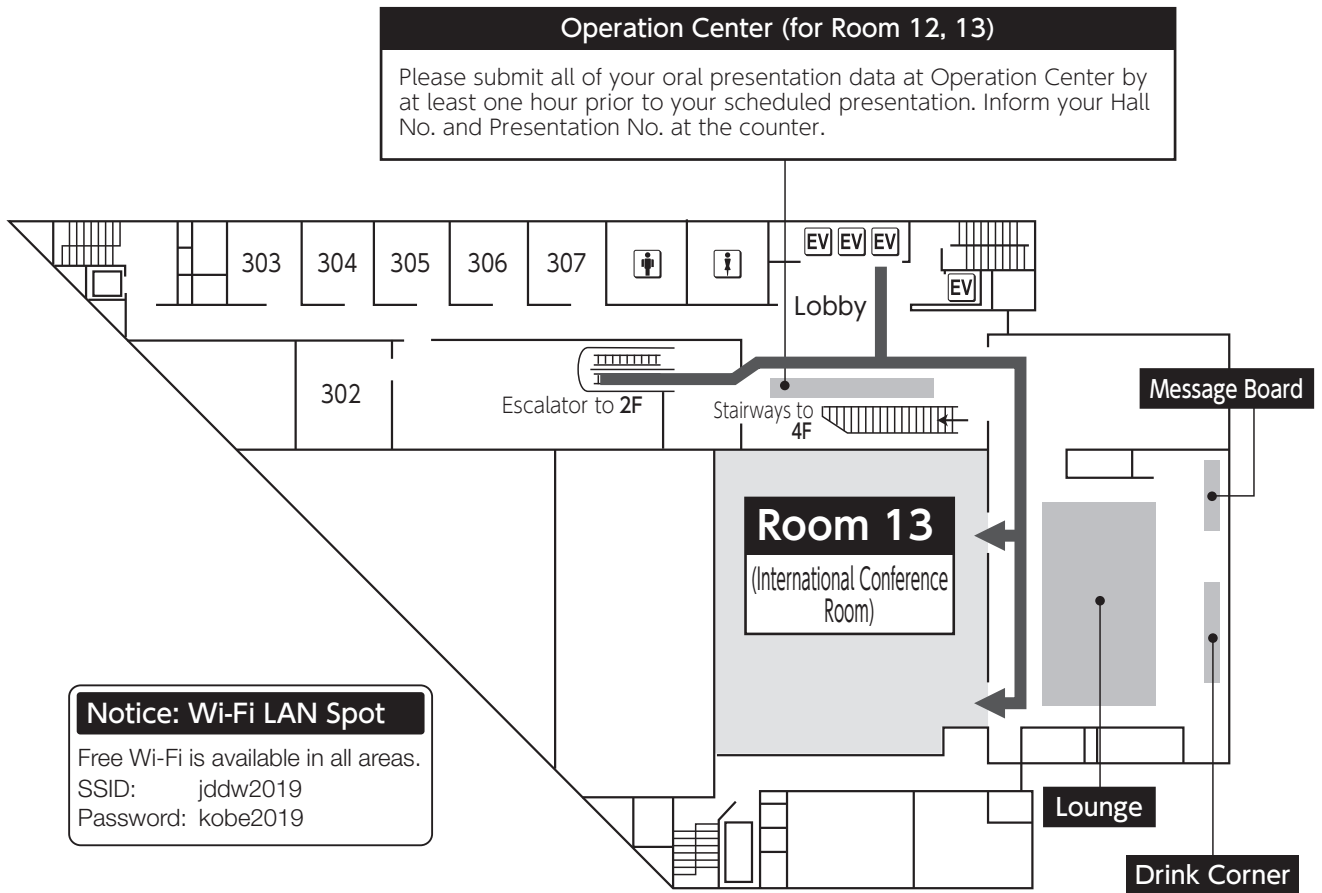 Operation Center (for Room 12, 13)
Please submit all of your oral presentation data at Operation Center by
at least one hour prior to your scheduled presentation. Inform your Hall
No. and Presentation No. at the counter.
303
304
305
306
307
EV
EV
EV
EV
Lobby
302
Escalator to 2F
Stairways to
4F
Message Board
Room 13
(International Conference
Room)
Notice: Wi-Fi LAN Spot
Free Wi-Fi is available in all areas.
SSID: jddw2019
Password: kobe2019
Lounge
Drink Corner